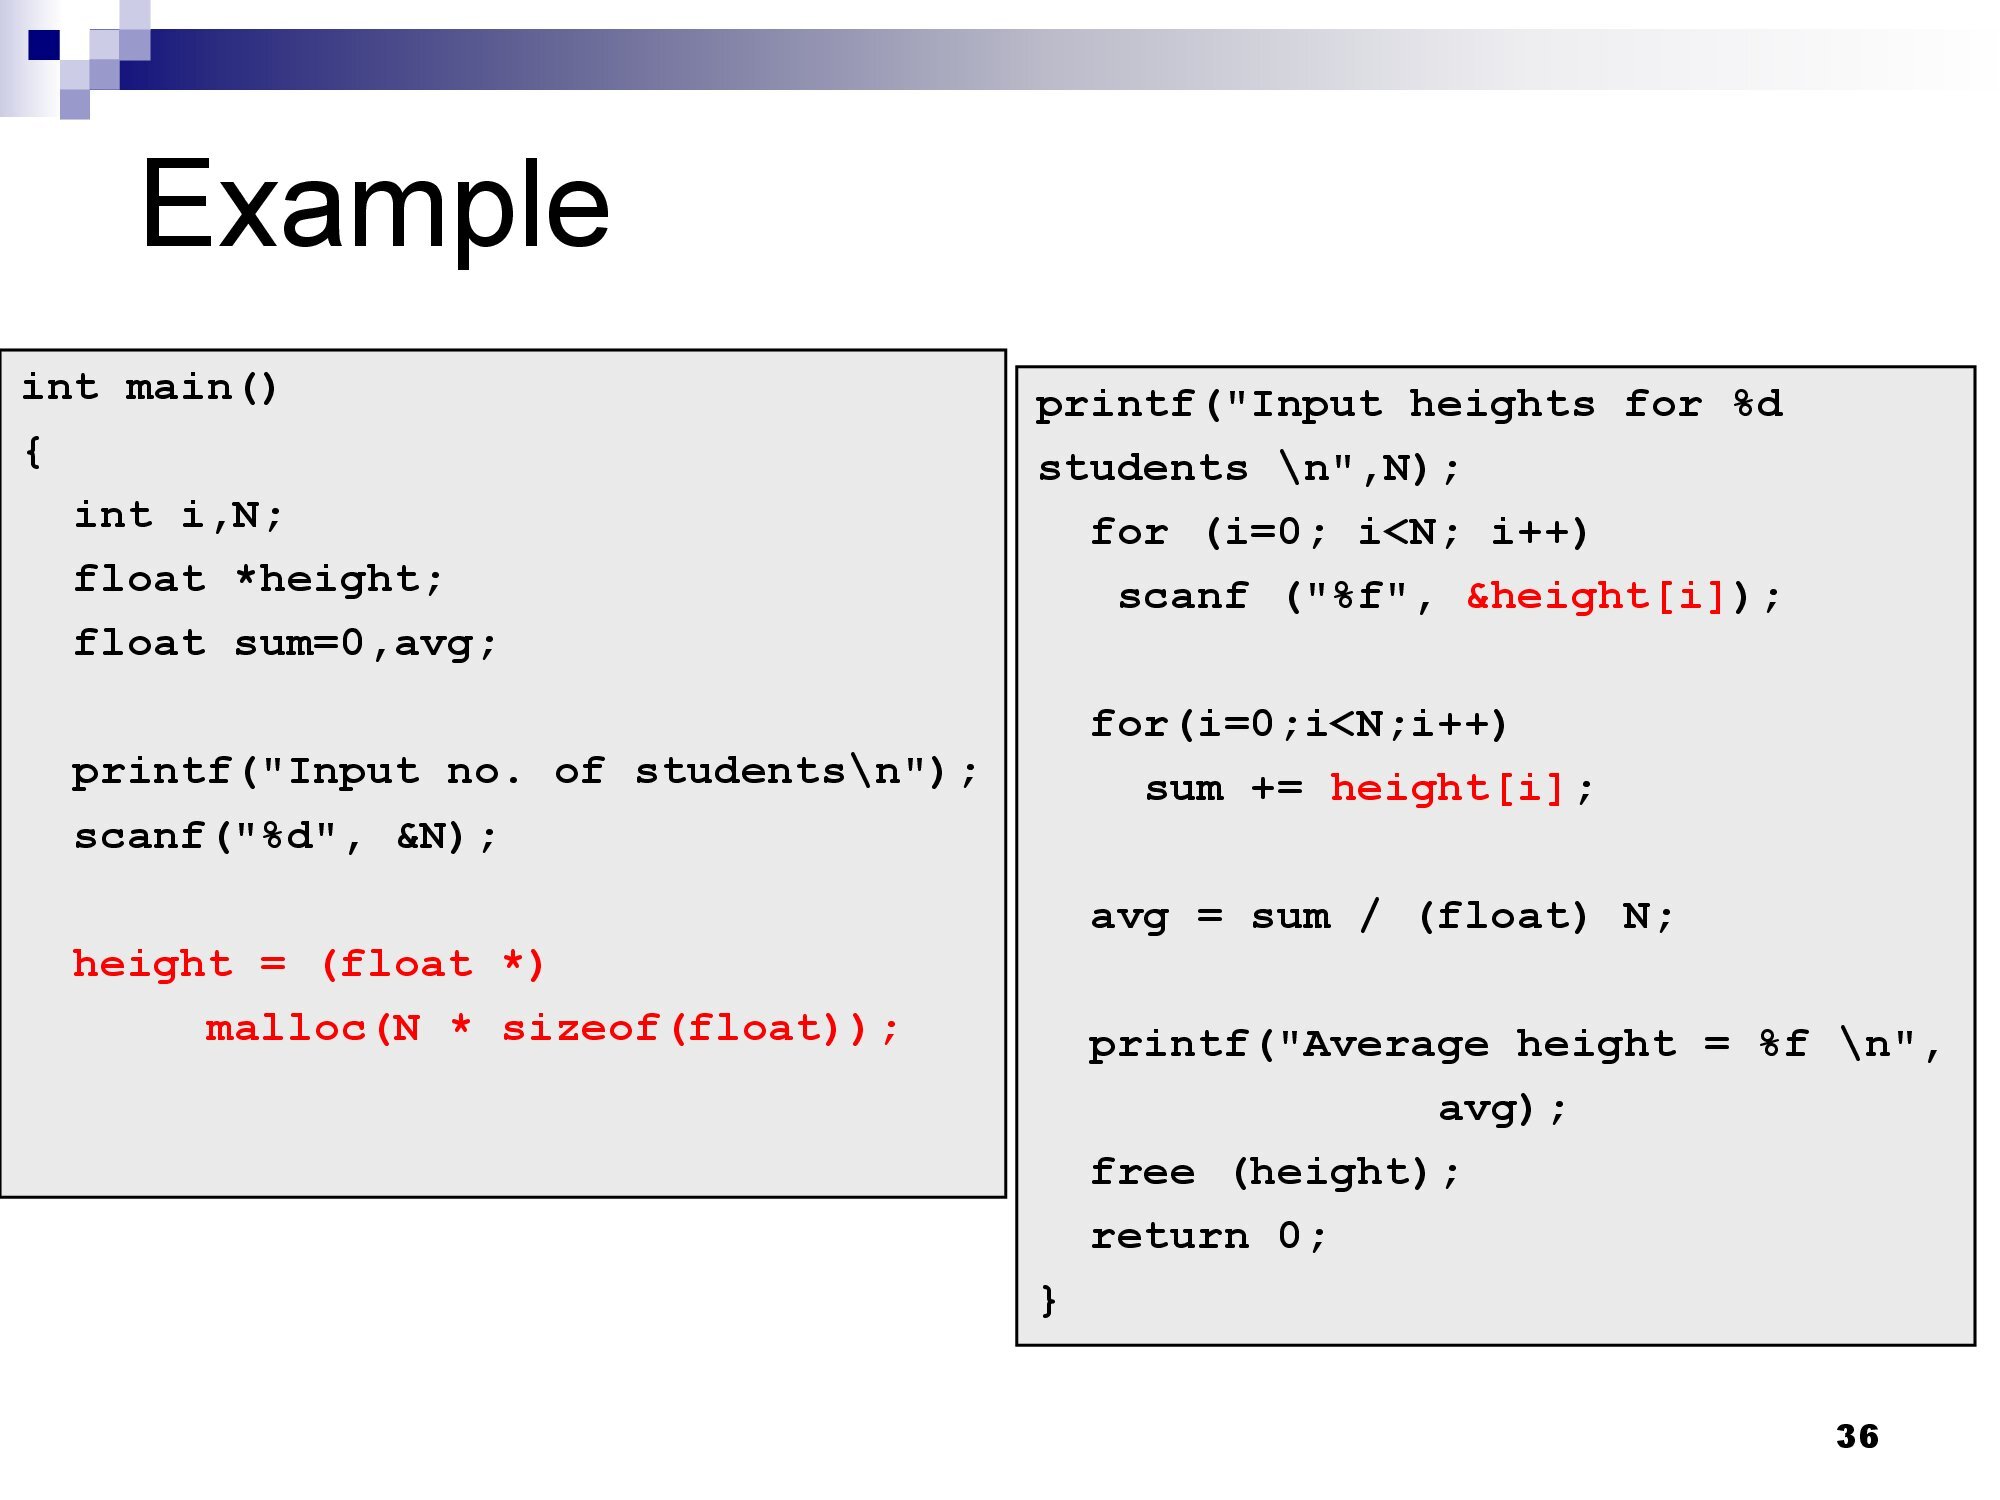 Example
int main()
{
  int i,N;
  float *height;
  float sum=0,avg;

  printf("Input no. of students\n");
  scanf("%d", &N);

  height = (float *)
       malloc(N * sizeof(float));
printf("Input heights for %d
students \n",N);
  for (i=0; i<N; i++)
   scanf ("%f", &height[i]);

  for(i=0;i<N;i++)
    sum += height[i];

  avg = sum / (float) N;

  printf("Average height = %f \n",
               avg);
  free (height);
  return 0;
}
36